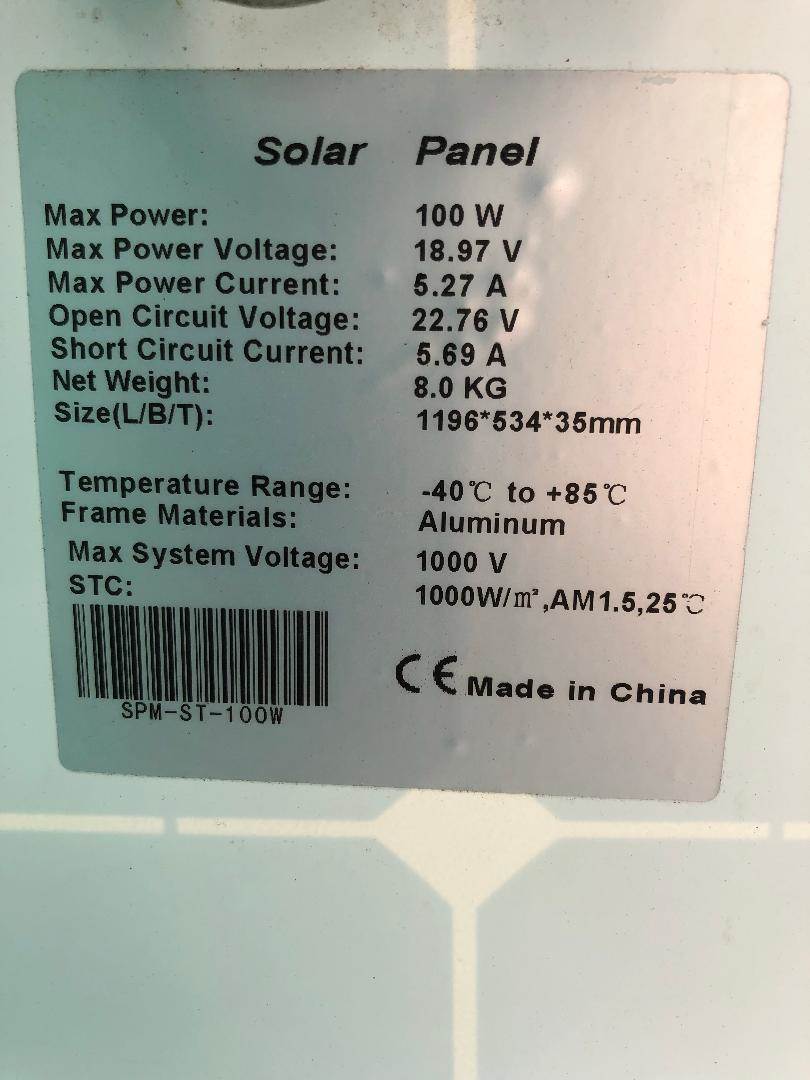 Solar Panel
Max Power: 100 W
Max Power Voltage: 18.97 V
Max Power Current: 5.27 A
Open Circuit Voltage: 22.76 V
Short Circuit Current: 5.69 A
Net Weight: 8.0 KG
Size(L/B/T): 1196*534*35mm
Temperature Range: -40℃ to +85℃
Frame Materials: Aluminum
Max System Voltage: 1000 V
STC: 1000W/m²,AM1.5,25℃
SPM-ST-100W
CE Made in China